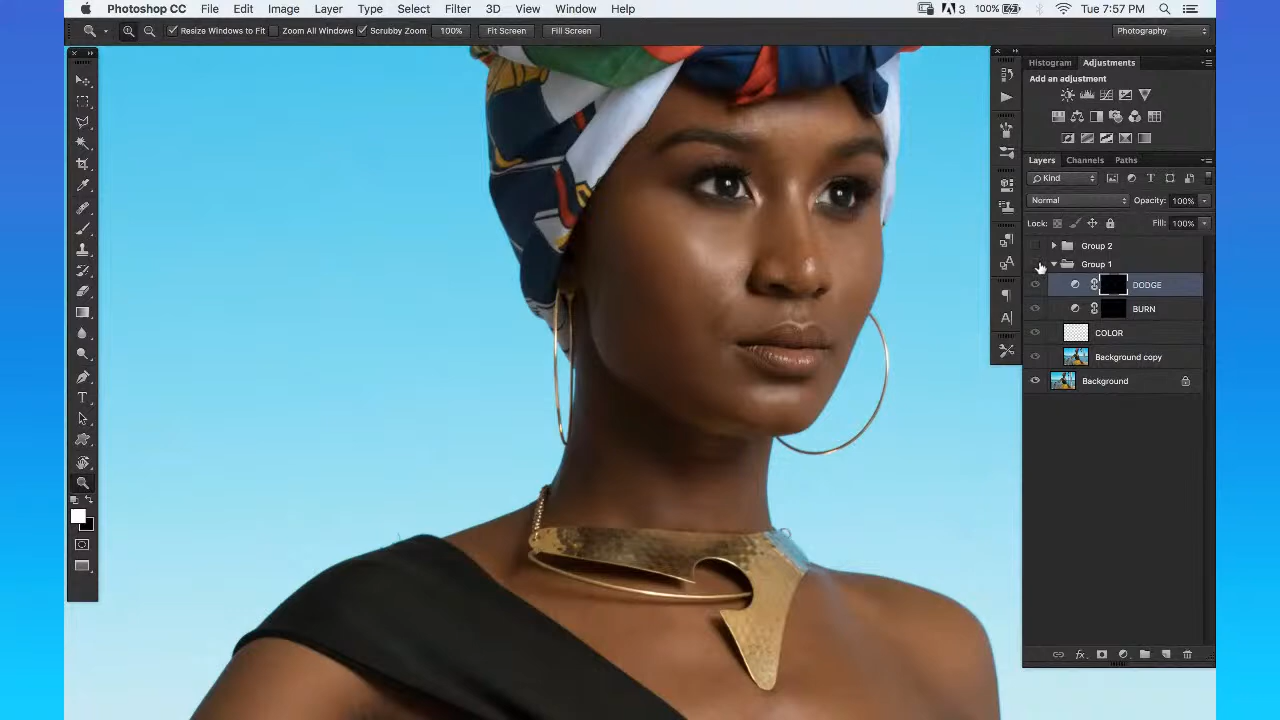 Photoshop CC File Edit Image Layer Type Select Filter 3D View Window Help 3 100% Tue 7:57 PM
Resize Windows to Fit Zoom All Windows Scrubby Zoom 100% Fit Screen Fill Screen Photography
Histogram Adjustments
Add an adjustment
Layers Channels Paths
Kind
Normal Opacity: 100%
Lock: Fill: 100%
Group 2
Group 1
DODGE
BURN
COLOR
Background copy
Background